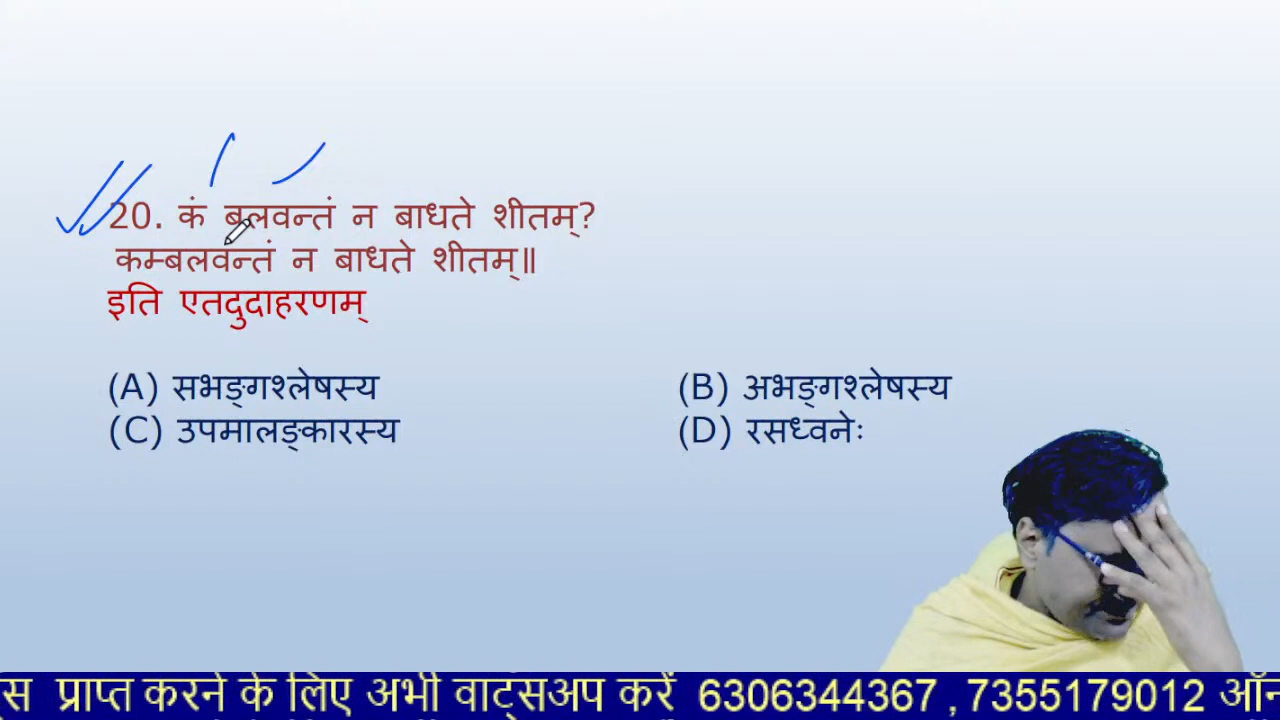 20. कं बलवन्तं न बाधते शीतम्?
कम्बलवन्तं न बाधते शीतम्॥
इति एतदुदाहरणम्
(A) सभङ्गश्लेषस्य (B) अभङ्गश्लेषस्य
(C) उपमालङ्कारस्य (D) रसध्वनेः
स प्राप्त करने के लिए अभी वाट्सअप करें 6306344367 ,7355179012 ऑन